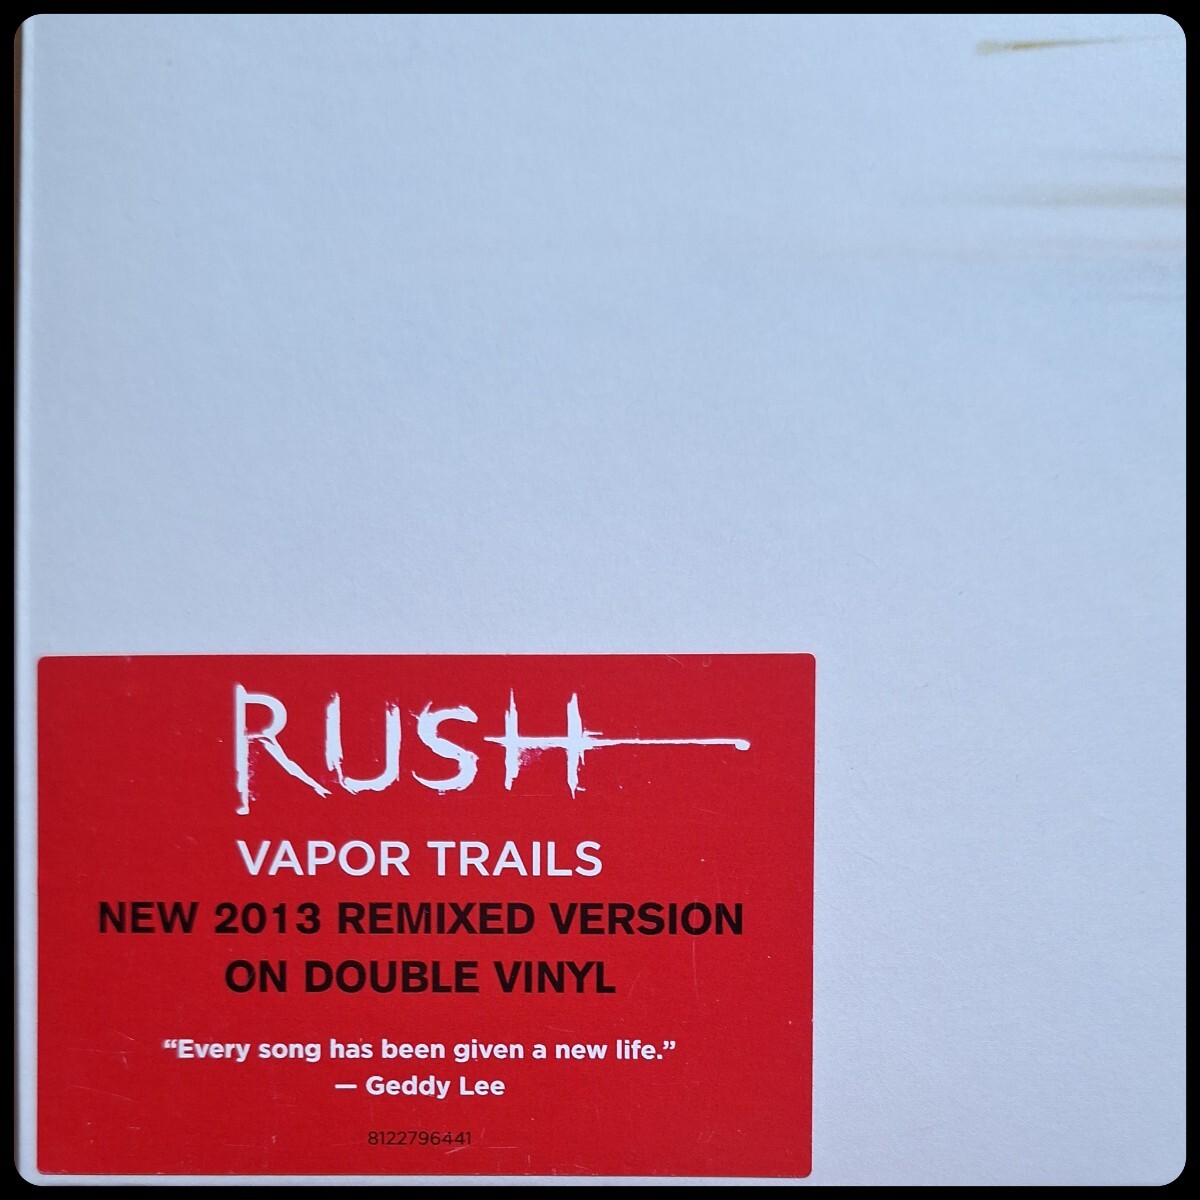 RUSH
VAPOR TRAILS
NEW 2013 REMIXED VERSION
ON DOUBLE VINYL
“Every song has been given a new life.”
— Geddy Lee
8122796441